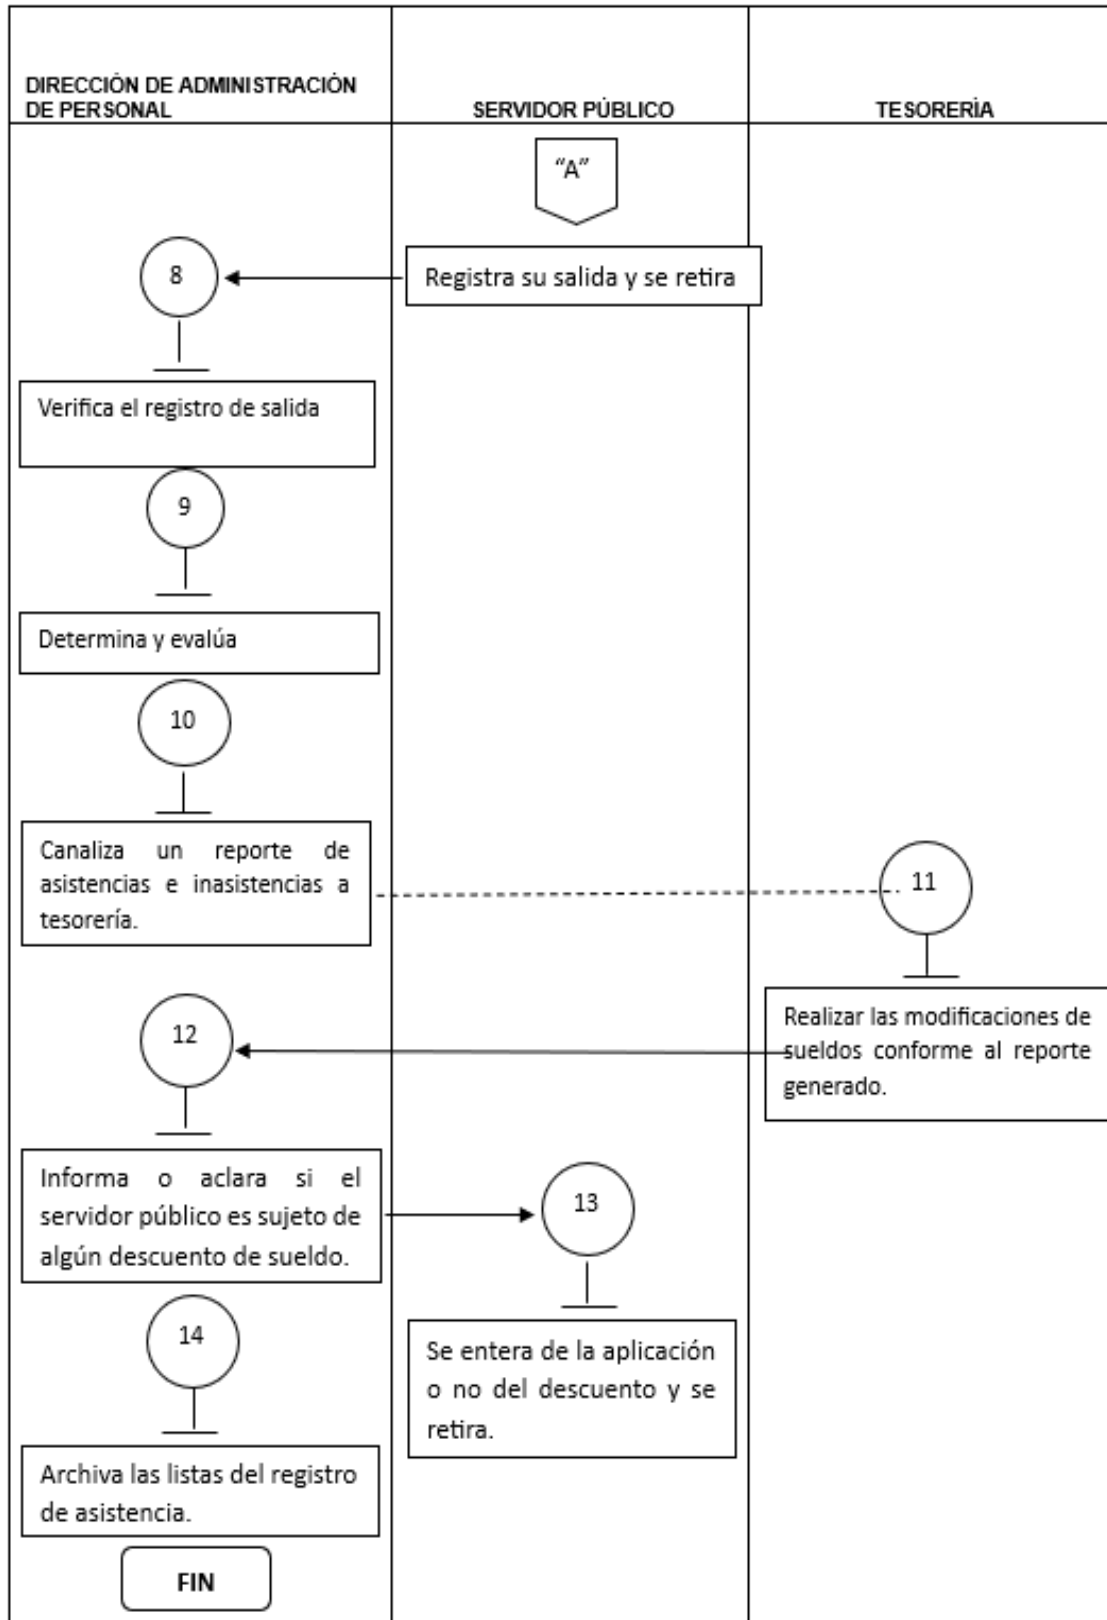 DIRECCIÓN DE ADMINISTRACIÓN
DE PERSONAL
SERVIDOR PÚBLICO
TESORERÍA
“A”
8
Registra su salida y se retira
Verifica el registro de salida
9
Determina y evalúa
10
Canaliza un reporte de
asistencias e inasistencias a
tesorería.
11
Realizar las modificaciones de
sueldos conforme al reporte
generado.
12
Informa o aclara si el
servidor público es sujeto de
algún descuento de sueldo.
13
Se entera de la aplicación
o no del descuento y se
retira.
14
Archiva las listas del registro
de asistencia.
FIN